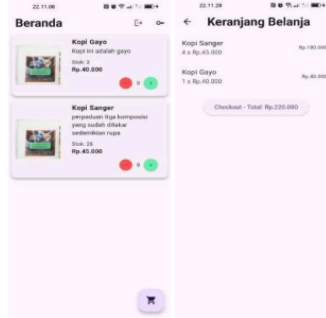 22.11.06
Beranda
Kopi Gayo
Kopi ini adalah gayo
Stok: 3
Rp.40.000
0
Kopi Sanger
perpaduan tiga komposisi
yang sudah ditakar
sedemikian rupa
Stok: 26
Rp.45.000
0
22.11.28
Keranjang Belanja
Kopi Sanger
4 x Rp.45.000
Rp.180.000
Kopi Gayo
1 x Rp.40.000
Rp.40.000
Checkout - Total: Rp.220.000